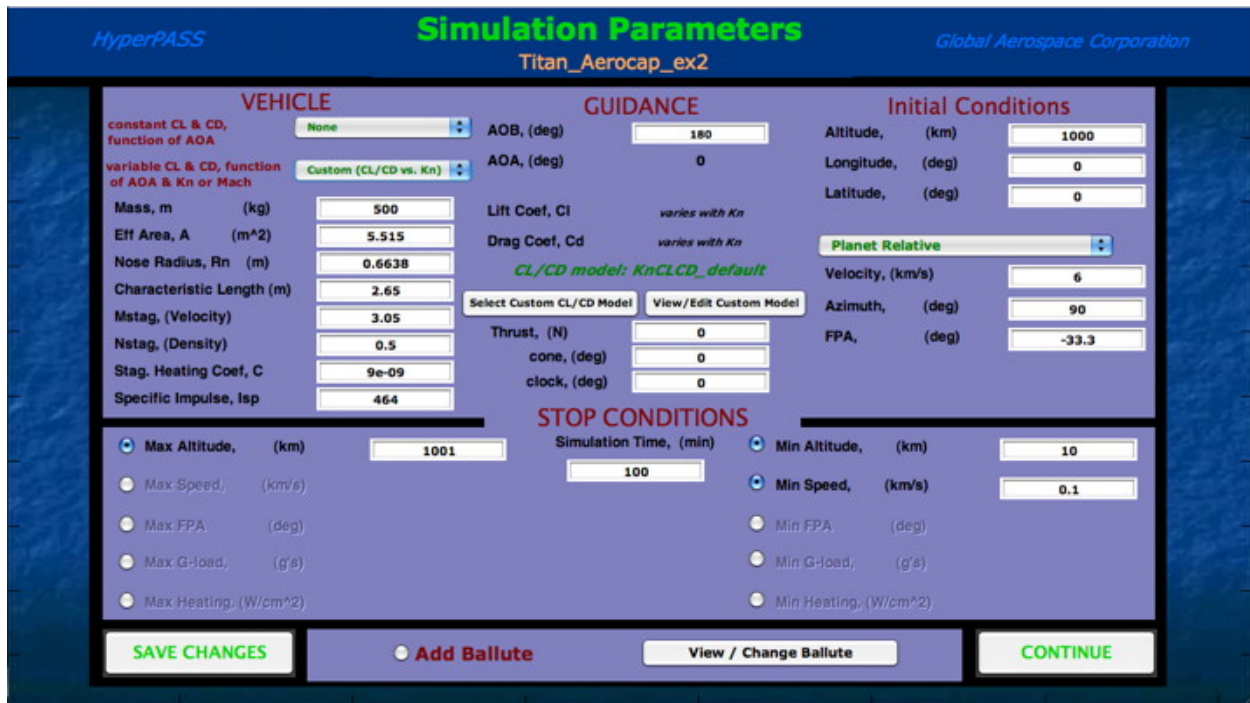 HyperPASS
Simulation Parameters
Titan_Aerocap_ex2
Global Aerospace Corporation
VEHICLE
constant CL & CD,
function of AOA
None
variable CL & CD, function
of AOA & Kn or Mach
Custom (CL/CD vs. Kn)
Mass, m (kg) 500
Eff Area, A (m^2) 5.515
Nose Radius, Rn (m) 0.6638
Characteristic Length (m) 2.65
Mstag, (Velocity) 3.05
Nstag, (Density) 0.5
Stag. Heating Coef, C 9e-09
Specific Impulse, Isp 464
GUIDANCE
AOB, (deg) 180
AOA, (deg) 0
Lift Coef, Cl varies with Kn
Drag Coef, Cd varies with Kn
CL/CD model: KnCLCD_default
Select Custom CL/CD Model View/Edit Custom Model
Thrust, (N) 0
cone, (deg) 0
clock, (deg) 0
Initial Conditions
Altitude, (km) 1000
Longitude, (deg) 0
Latitude, (deg) 0
Planet Relative
Velocity, (km/s) 6
Azimuth, (deg) 90
FPA, (deg) -33.3
STOP CONDITIONS
Max Altitude, (km) 1001
Max Speed, (km/s)
Max FPA (deg)
Max G-load, (g's)
Max Heating, (W/cm^2)
Simulation Time, (min)
100
Min Altitude, (km) 10
Min Speed, (km/s) 0.1
Min FPA (deg)
Min G-load, (g's)
Min Heating, (W/cm^2)
SAVE CHANGES
Add Ballute
View / Change Ballute
CONTINUE